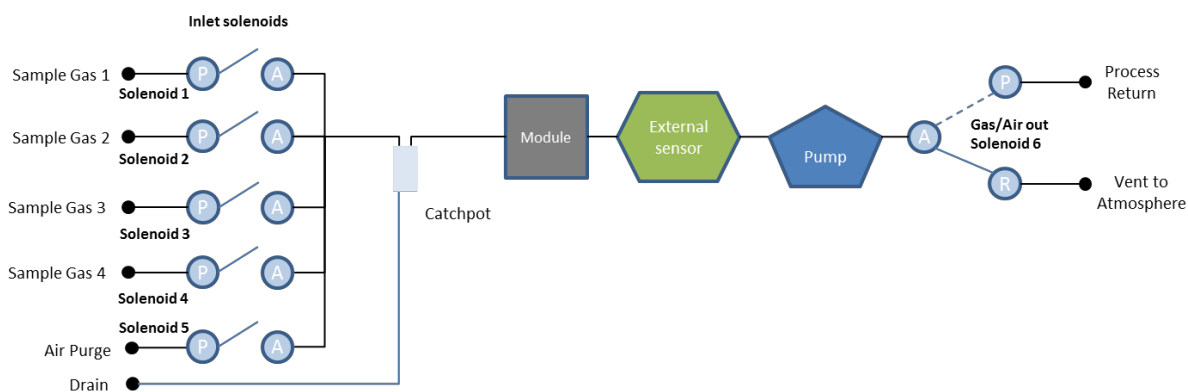 Inlet solenoids
Sample Gas 1
P
A
Solenoid 1
Sample Gas 2
P
A
Solenoid 2
Sample Gas 3
P
A
Solenoid 3
Sample Gas 4
P
A
Solenoid 4
Solenoid 5
Air Purge
P
A
Drain
Catchpot
Module
External
sensor
Pump
A
Gas/Air out
Solenoid 6
P
Process
Return
R
Vent to
Atmosphere